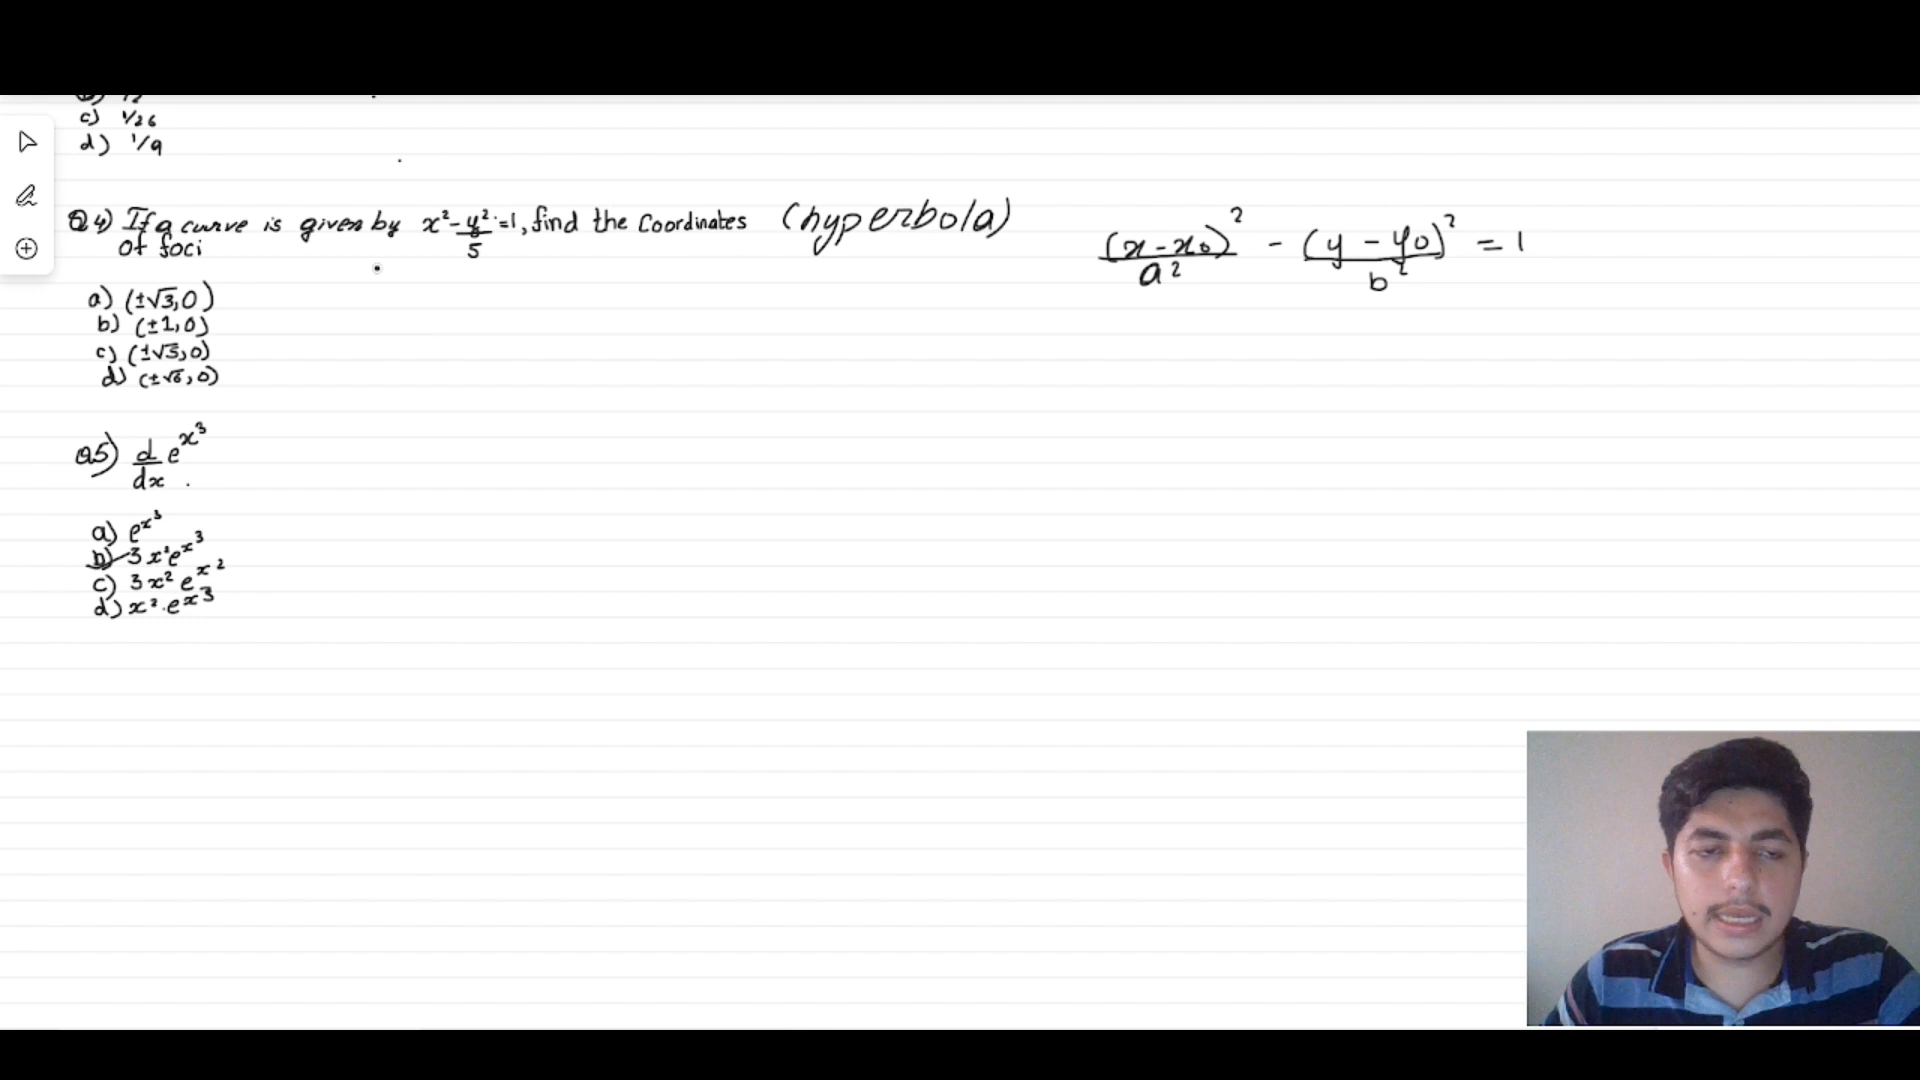 c) 1/26
d) 1/9
Q4) If a curve is given by x² - y²/5 = 1, find the Coordinates (hyperbola)
of foci
(x - x₀)²/a² - (y - y₀)²/b² = 1
a) (±√3, 0)
b) (±1, 0)
c) (±√5, 0)
d) (±√6, 0)
Q5) d/dx e^x³
a) e^x³
b) 3x²e^x³
c) 3x² e^x²
d) x².e^x³